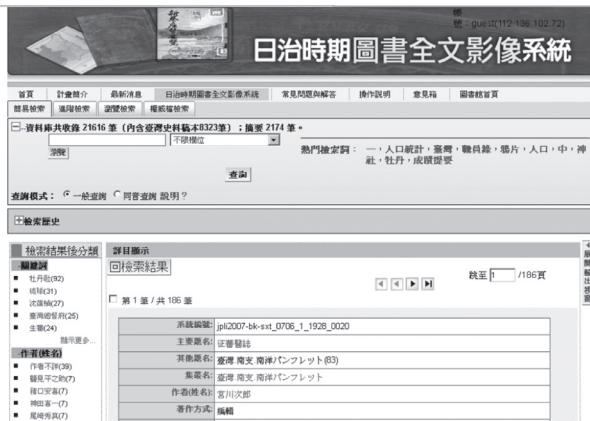 帳
號：guest(112.136.102.72)
日治時期圖書全文影像系統
首頁 計畫簡介 最新消息 日治時期圖書全文影像系統 常見問題與解答 操作說明 意見箱 圖書館首頁
簡易檢索 進階檢索 瀏覽檢索 權威檔檢索
資料庫共收錄 21616 筆（內含臺灣史料稿本8323筆）；摘要 2174 筆。
不限欄位
瀏覽
熱門檢索詞： 一，人口統計，臺灣，職員錄，鴉片，人口，中，神
社，牡丹，成績提要
查詢
查詢模式： 一般查詢 同音查詢 說明？
檢索歷史
檢索結果後分類
關鍵詞
牡丹社(92)
琉球(31)
沈葆楨(27)
臺灣總督府(25)
生蕃(24)
顯示更多...
作者(姓名)
作者不詳(39)
鷲見平之助(7)
豬口安喜(7)
神田喜一(7)
尾崎秀真(7)
詳目顯示
回檢索結果
跳至 1 /186頁
第 1 筆 / 共 186 筆
系統編號: jpli2007-bk-sxt_0706_1_1928_0020
主要題名: 征蕃醫誌
其他題名: 臺灣 南支 南洋パンフレット(83)
集叢名: 臺灣 南支 南洋パンフレット
作者(姓名): 宮川次郎
著作方式: 編輯